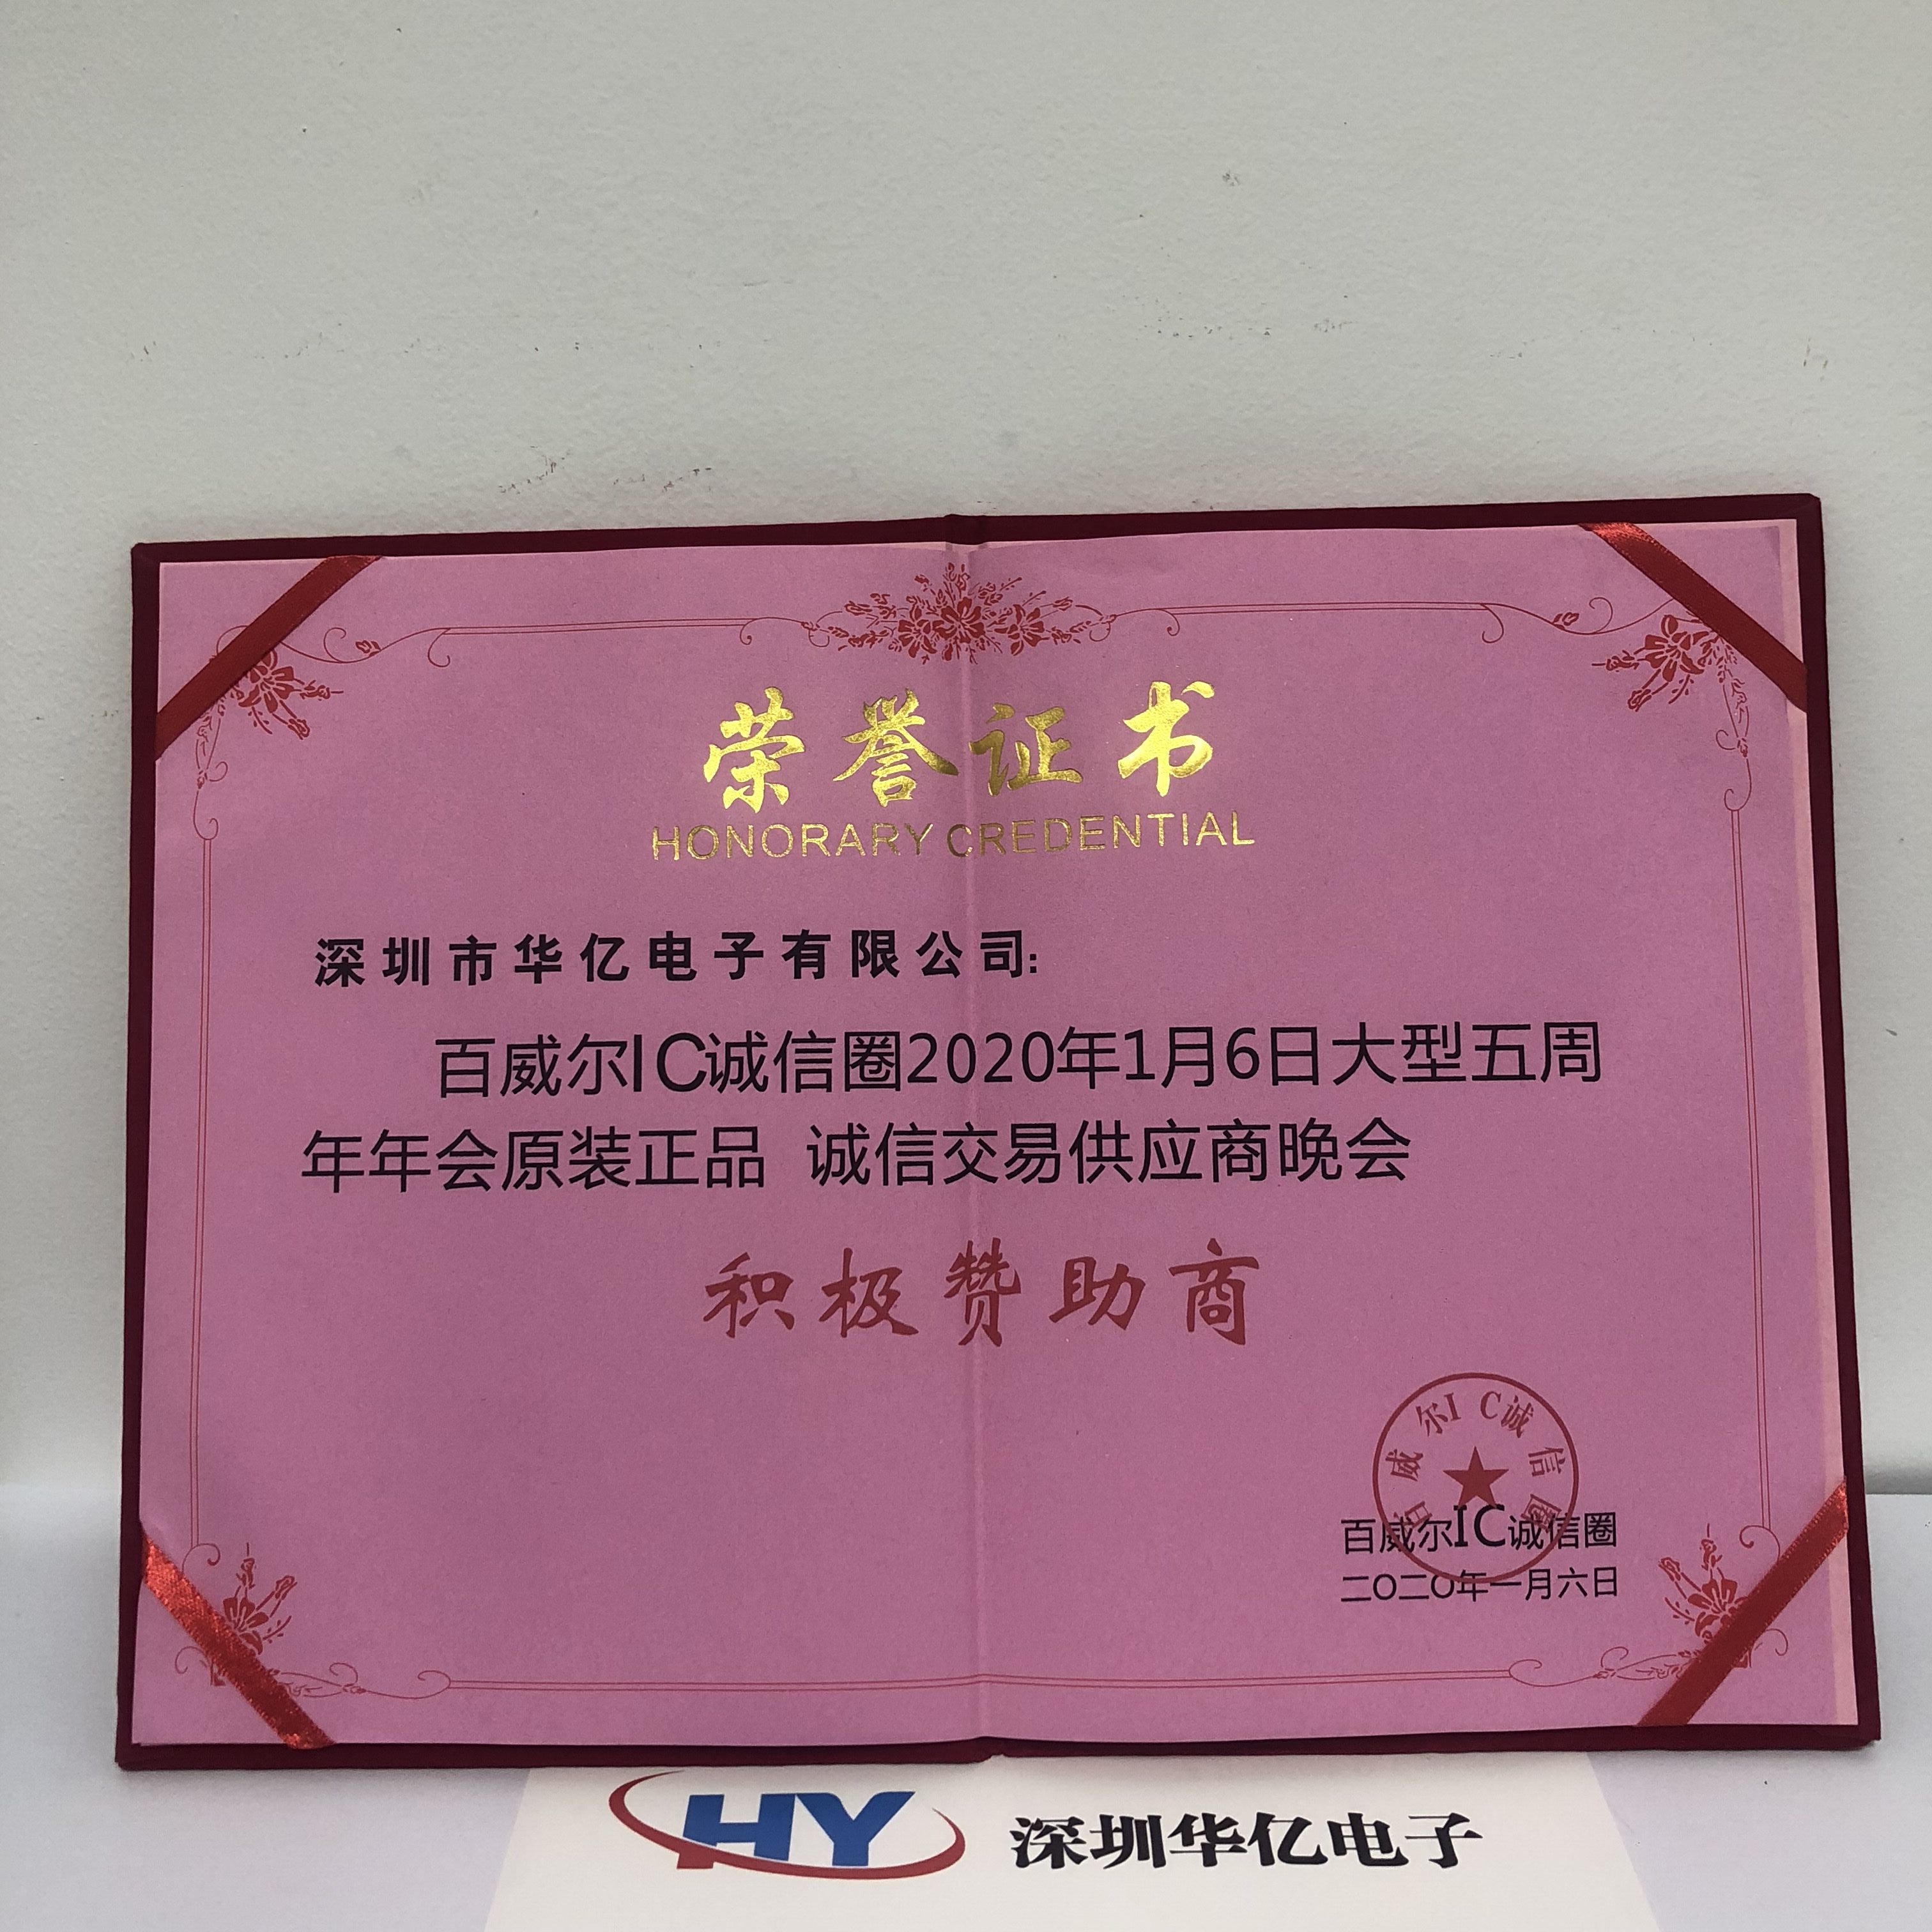 荣誉证书
HONORARY CREDENTIAL
深圳市华亿电子有限公司:
百威尔IC诚信圈2020年1月6日大型五周
年年会原装正品 诚信交易供应商晚会
积极赞助商
百威尔IC诚信圈
百威尔IC诚信圈
二〇二〇年一月六日
HY 深圳华亿电子